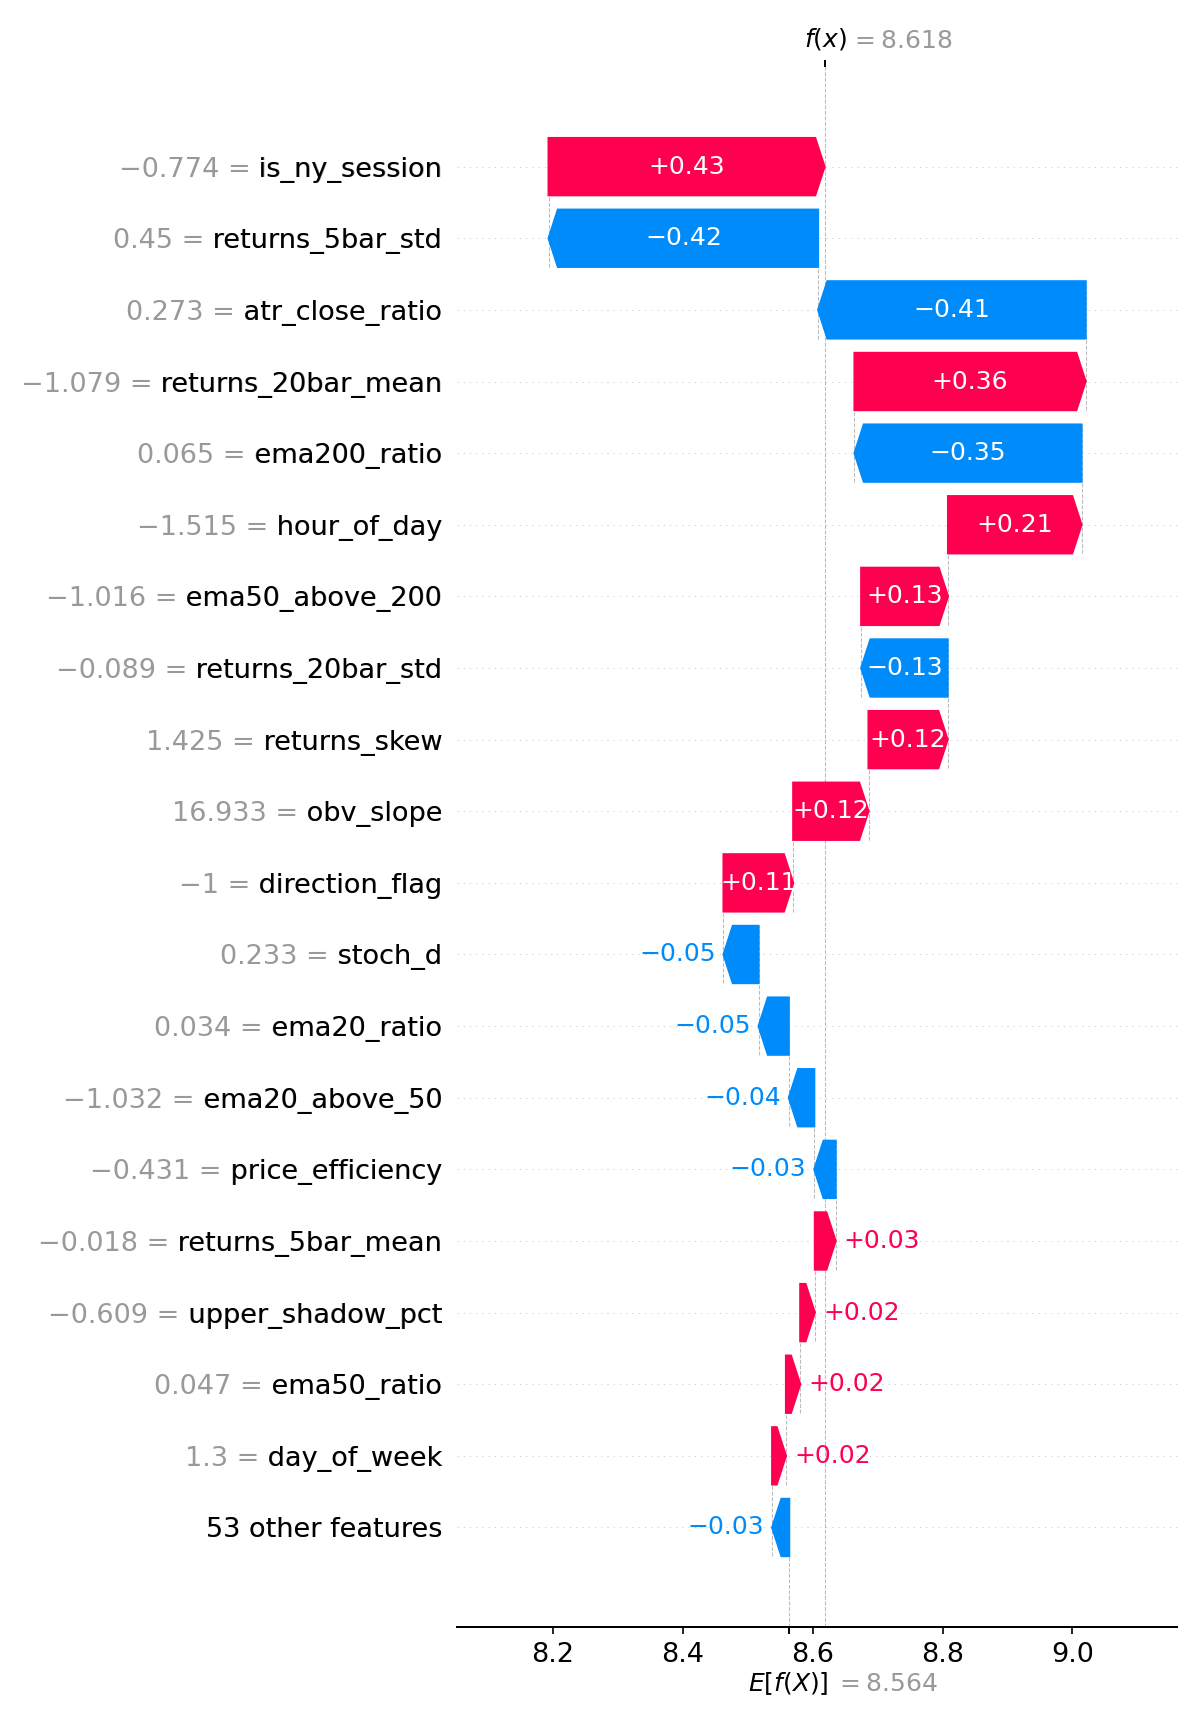 f(x) = 8.618
−0.774 = is_ny_session
+0.43
0.45 = returns_5bar_std
−0.42
0.273 = atr_close_ratio
−0.41
−1.079 = returns_20bar_mean
+0.36
0.065 = ema200_ratio
−0.35
−1.515 = hour_of_day
+0.21
−1.016 = ema50_above_200
+0.13
−0.089 = returns_20bar_std
−0.13
1.425 = returns_skew
+0.12
16.933 = obv_slope
+0.12
−1 = direction_flag
+0.11
0.233 = stoch_d
−0.05
0.034 = ema20_ratio
−0.05
−1.032 = ema20_above_50
−0.04
−0.431 = price_efficiency
−0.03
−0.018 = returns_5bar_mean
+0.03
−0.609 = upper_shadow_pct
+0.02
0.047 = ema50_ratio
+0.02
1.3 = day_of_week
+0.02
53 other features
−0.03
8.2 8.4 8.6 8.8 9.0
E[f(X)] = 8.564